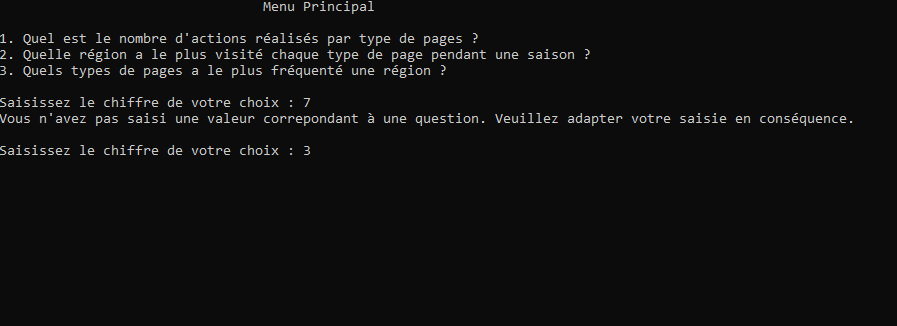 Menu Principal
1. Quel est le nombre d'actions réalisés par type de pages ?
2. Quelle région a le plus visité chaque type de page pendant une saison ?
3. Quels types de pages a le plus fréquenté une région ?
Saisissez le chiffre de votre choix : 7
Vous n'avez pas saisi une valeur correpondant à une question. Veuillez adapter votre saisie en conséquence.
Saisissez le chiffre de votre choix : 3